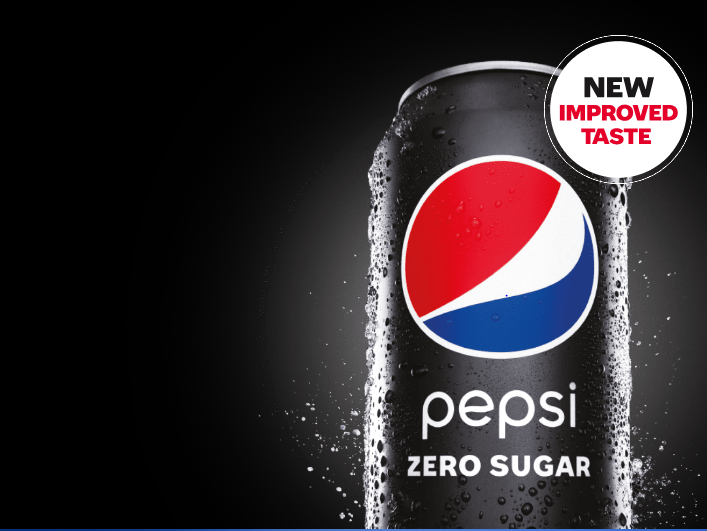 NEW
IMPROVED
TASTE
pepsi
ZERO SUGAR